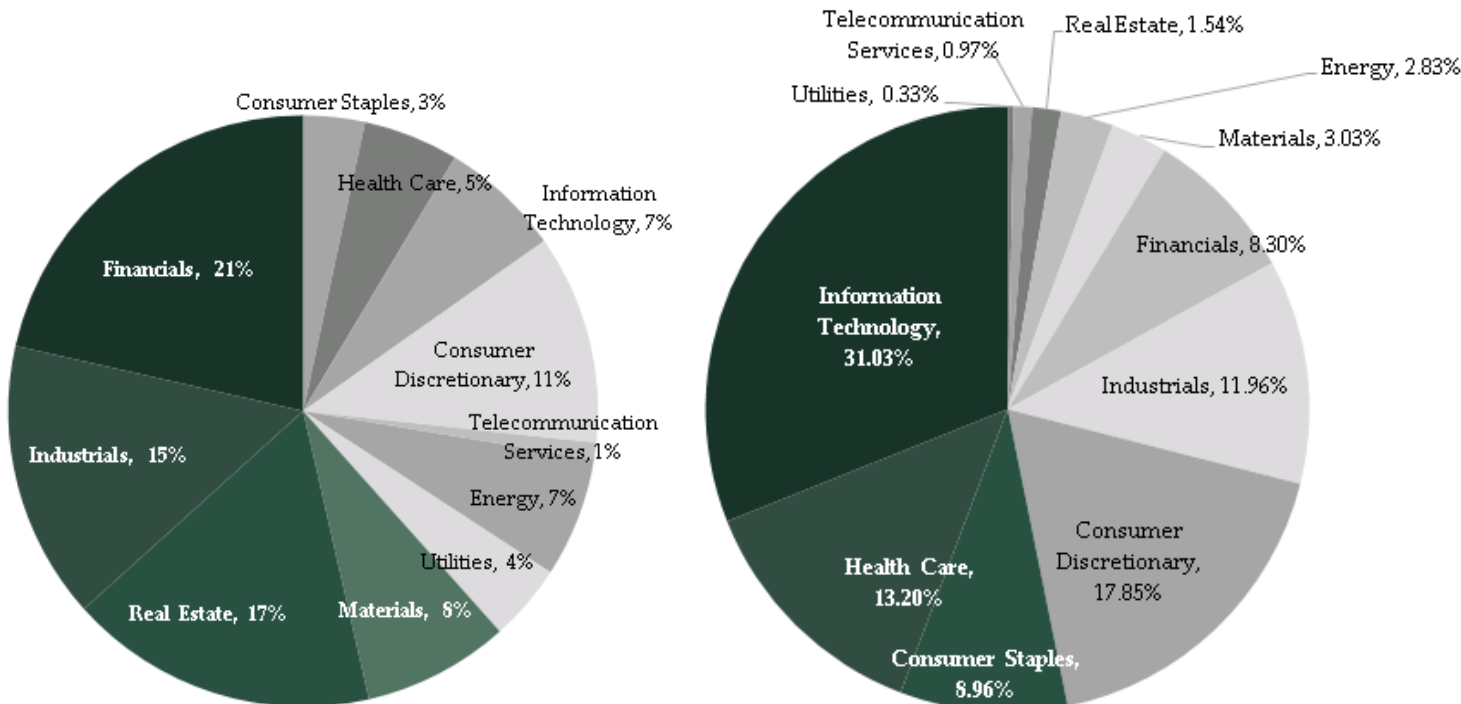 Consumer Staples, 3%
Health Care, 5%
Information
Technology, 7%
Financials, 21%
Consumer
Discretionary, 11%
Telecommunication
Services, 1%
Industrials, 15%
Energy, 7%
Utilities, 4%
Real Estate, 17%
Materials, 8%
Telecommunication
Services, 0.97%
Real Estate, 1.54%
Energy, 2.83%
Utilities, 0.33%
Materials, 3.03%
Financials, 8.30%
Information
Technology,
31.03%
Industrials, 11.96%
Consumer
Discretionary,
17.85%
Health Care,
13.20%
Consumer Staples,
8.96%